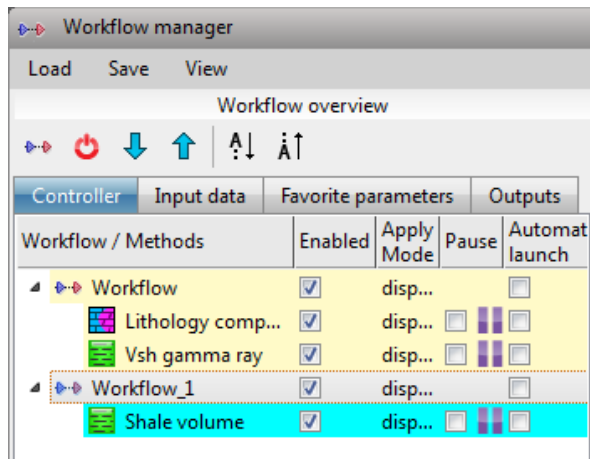 Workflow manager
Load Save View
Workflow overview
A
A
Controller Input data Favorite parameters Outputs
Workflow / Methods Enabled Apply Mode Pause Automat launch
Workflow disp...
Lithology comp... disp...
Vsh gamma ray disp...
Workflow_1 disp...
Shale volume disp...